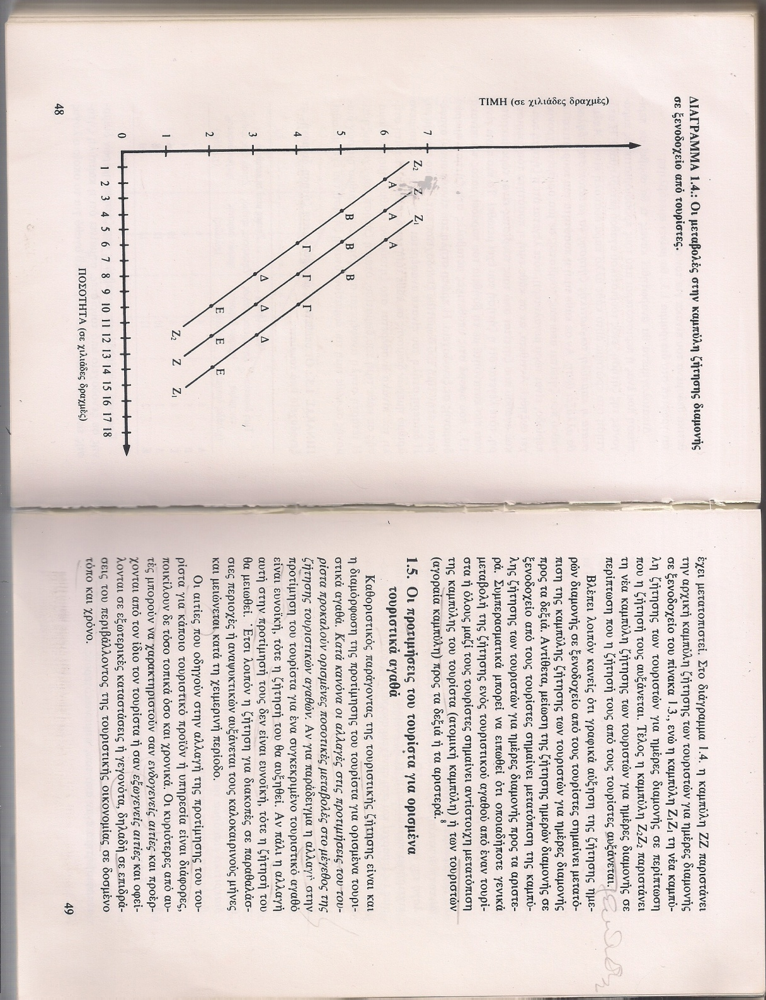 ΔΙΑΓΡΑΜΜΑ 1.4.: Οι μεταβολές στην καμπύλη ζήτησης διαμονής
σε ξενοδοχείο από τουρίστες.
ΤΙΜΗ (σε χιλιάδες δραχμές)
7
6
5
4
3
2
1
0
Z₂ Z Z₁
A A A
B B B
Γ Γ Γ
Δ Δ Δ
E E E
Z₂ Z Z₁
1 2 3 4 5 6 7 8 9 10 11 12 13 14 15 16 17 18
ΠΟΣΟΤΗΤΑ (σε χιλιάδες δραχμές)
48
έχει μετατοπιστεί. Στο διάγραμμα 1.4. η καμπύλη ΖΖ παριστάνει
την αρχική καμπύλη ζήτησης των τουριστών για ημέρες διαμονής
σε ξενοδοχείο του πίνακα 1.3., ενώ η καμπύλη Ζ₁Ζ₁ τη νέα καμπύ-
λη ζήτησης των τουριστών για ημέρες διαμονής σε περίπτωση
που η ζήτησή τους αυξάνεται. Τέλος η καμπύλη Ζ₂Ζ₂ παριστάνει
τη νέα καμπύλη ζήτησης των τουριστών για ημέρες διαμονής σε
περίπτωση που η ζήτησή τους από τους τουρίστες αυξάνεται.
Βλέπει λοιπόν κανείς ότι γραφικά αύξηση της ζήτησης ημε-
ρών διαμονής σε ξενοδοχείο από τους τουρίστες σημαίνει μετατό-
πιση της καμπύλης ζήτησης των τουριστών για ημέρες διαμονής
προς τα δεξιά. Αντίθετα, μείωση της ζήτησης ημερών διαμονής σε
ξενοδοχείο από τους τουρίστες σημαίνει μετατόπιση της καμπύ-
λης ζήτησης των τουριστών για ημέρες διαμονής προς τα αριστε-
ρά. Συμπερασματικά μπορεί να ειπωθεί ότι οποιαδήποτε γενικά
μεταβολή της ζήτησης ενός τουριστικού αγαθού από έναν τουρί-
στα ή όλους μαζί τους τουρίστες σημαίνει αντίστοιχη μετατόπιση
της καμπύλης του τουρίστα (ατομική καμπύλη) ή των τουριστών
(αγοραία καμπύλη) προς τα δεξιά ή τα αριστερά.⁸
1.5. Οι προτιμήσεις του τουρίστα για ορισμένα
τουριστικά αγαθά
Καθοριστικός παράγοντας της τουριστικής ζήτησης είναι και
η διαμόρφωση της προτίμησης του τουρίστα για ορισμένα τουρι-
στικά αγαθά. Κατά κανόνα οι αλλαγές στις προτιμήσεις του του-
ρίστα προκαλούν ορισμένες ποσοτικές μεταβολές στο μέγεθος της
ζήτησης τουριστικών αγαθών. Αν για παράδειγμα η αλλαγή στην
προτίμηση του τουρίστα για ένα συγκεκριμένο τουριστικό αγαθό
είναι ευνοϊκή, τότε η ζήτησή του θα αυξηθεί. Αν πάλι η αλλαγή
αυτή στην προτίμησή τους δεν είναι ευνοϊκή, τότε η ζήτησή του
θα μειωθεί. Έτσι λοιπόν η ζήτηση για διακοπές σε παραθαλάσ-
σιες περιοχές ή αναψυκτικών αυξάνεται τους καλοκαιρινούς μήνες
και μειώνεται κατά τη χειμερινή περίοδο.
Οι αιτίες που οδηγούν στην αλλαγή της προτίμησης του του-
ρίστα για κάποιο τουριστικό προϊόν ή υπηρεσία είναι διάφορες,
ποικίλουν δε τόσο τοπικά όσο και χρονικά. Οι κυριότερες από αυ-
τές μπορούν να χαρακτηριστούν σαν ενδογενείς αιτίες και προέρ-
χονται από τον ίδιο τον τουρίστα ή σαν εξωγενείς αιτίες και οφεί-
λονται σε εξωτερικές καταστάσεις ή γεγονότα, δηλαδή σε επιδρά-
σεις του περιβάλλοντος της τουριστικής οικονομίας σε δοσμένο
τόπο και χρόνο.
49